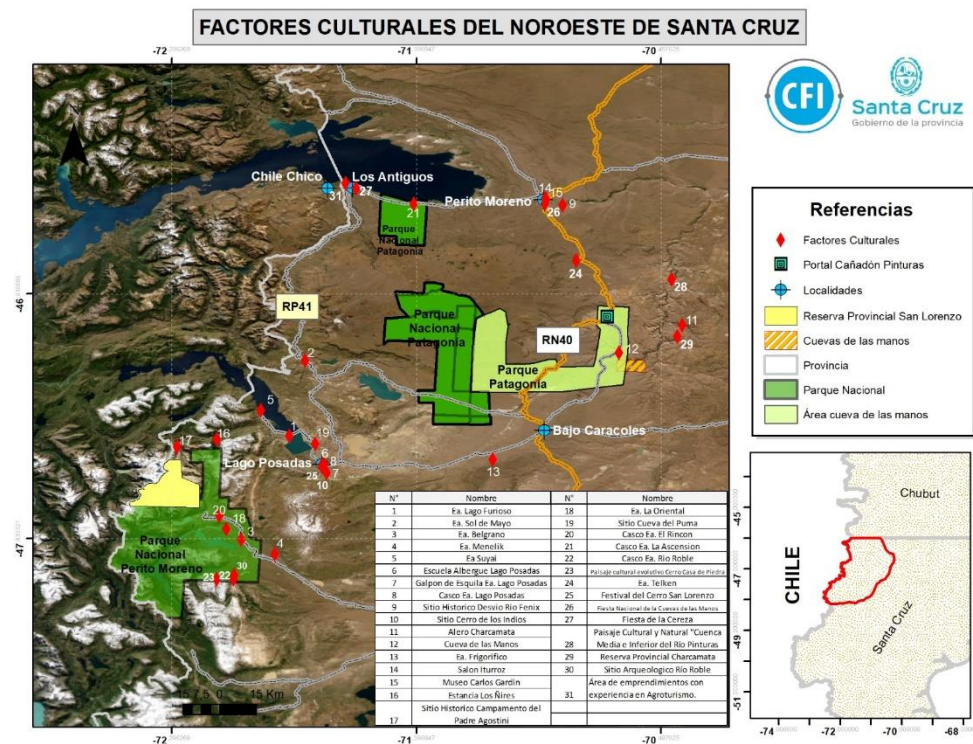 FACTORES CULTURALES DEL NOROESTE DE SANTA CRUZ
-72
-71
-70
CFI
Santa Cruz
Gobierno de la provincia
Chile Chico
Los Antiguos
31
27
21
Parque
Nacional
Patagonia
Perito Moreno
14
15
9
26
24
28
11
29
-46
RP41
2
Parque
Nacional
Patagonia
RN40
12
Parque
Patagonia
5
1
19
Bajo Caracoles
17
16
6
Lago Posadas
8
25
7
10
13
20
18
3
4
Parque
Nacional
Perito Moreno
30
23
22
-47
15 7.5 0 15 Km
-72
-71
-70
Referencias
Factores Culturales
Portal Cañadón Pinturas
Localidades
Reserva Provincial San Lorenzo
Cuevas de las manos
Provincia
Parque Nacional
Área cueva de las manos
N° Nombre N° Nombre
1 Ea. Lago Furioso 18 Ea. La Oriental
2 Ea. Sol de Mayo 19 Sitio Cueva del Puma
3 Ea. Belgrano 20 Casco Ea. El Rincon
4 Ea. Menelik 21 Casco Ea. La Ascension
5 Ea Suyai 22 Casco Ea. Rio Roble
6 Escuela Albergue Lago Posadas 23 Paisaje cultural evolutivo Cerro Casa de Piedra
7 Galpon de Esquila Ea. Lago Posadas 24 Ea. Telken
8 Casco Ea. Lago Posadas 25 Festival del Cerro San Lorenzo
9 Sitio Historico Desvio Rio Fenix 26 Fiesta Nacional de la Cuevas de las Manos
10 Sitio Cerro de los Indios 27 Fiesta de la Cereza
11 Alero Charcamata 28 Paisaje Cultural y Natural "Cuenca
12 Cueva de las Manos Media e Inferior del Río Pinturas
13 Ea. Frigorifico 29 Reserva Provincial Charcamata
14 Salon Iturroz 30 Sitio Arqueologico Río Roble
15 Museo Carlos Gardin 31 Área de emprendimientos con
16 Estancia Los Ñires experiencia en Agroturismo.
17 Sitio Histórico Campamento del
Padre Agostini
Chubut
CHILE
Santa Cruz
-45
-47
-49
-51
-74
-72
-70
-68